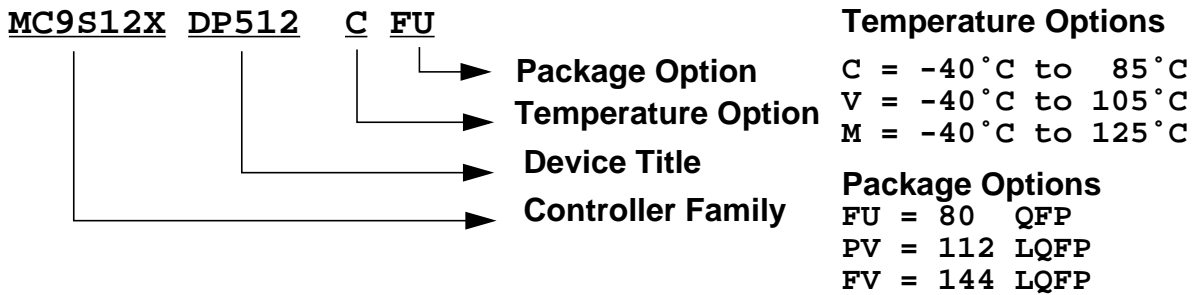 MC9S12X DP512 C FU
Package Option
Temperature Option
Device Title
Controller Family
Temperature Options
C = -40˚C to 85˚C
V = -40˚C to 105˚C
M = -40˚C to 125˚C
Package Options
FU = 80 QFP
PV = 112 LQFP
FV = 144 LQFP